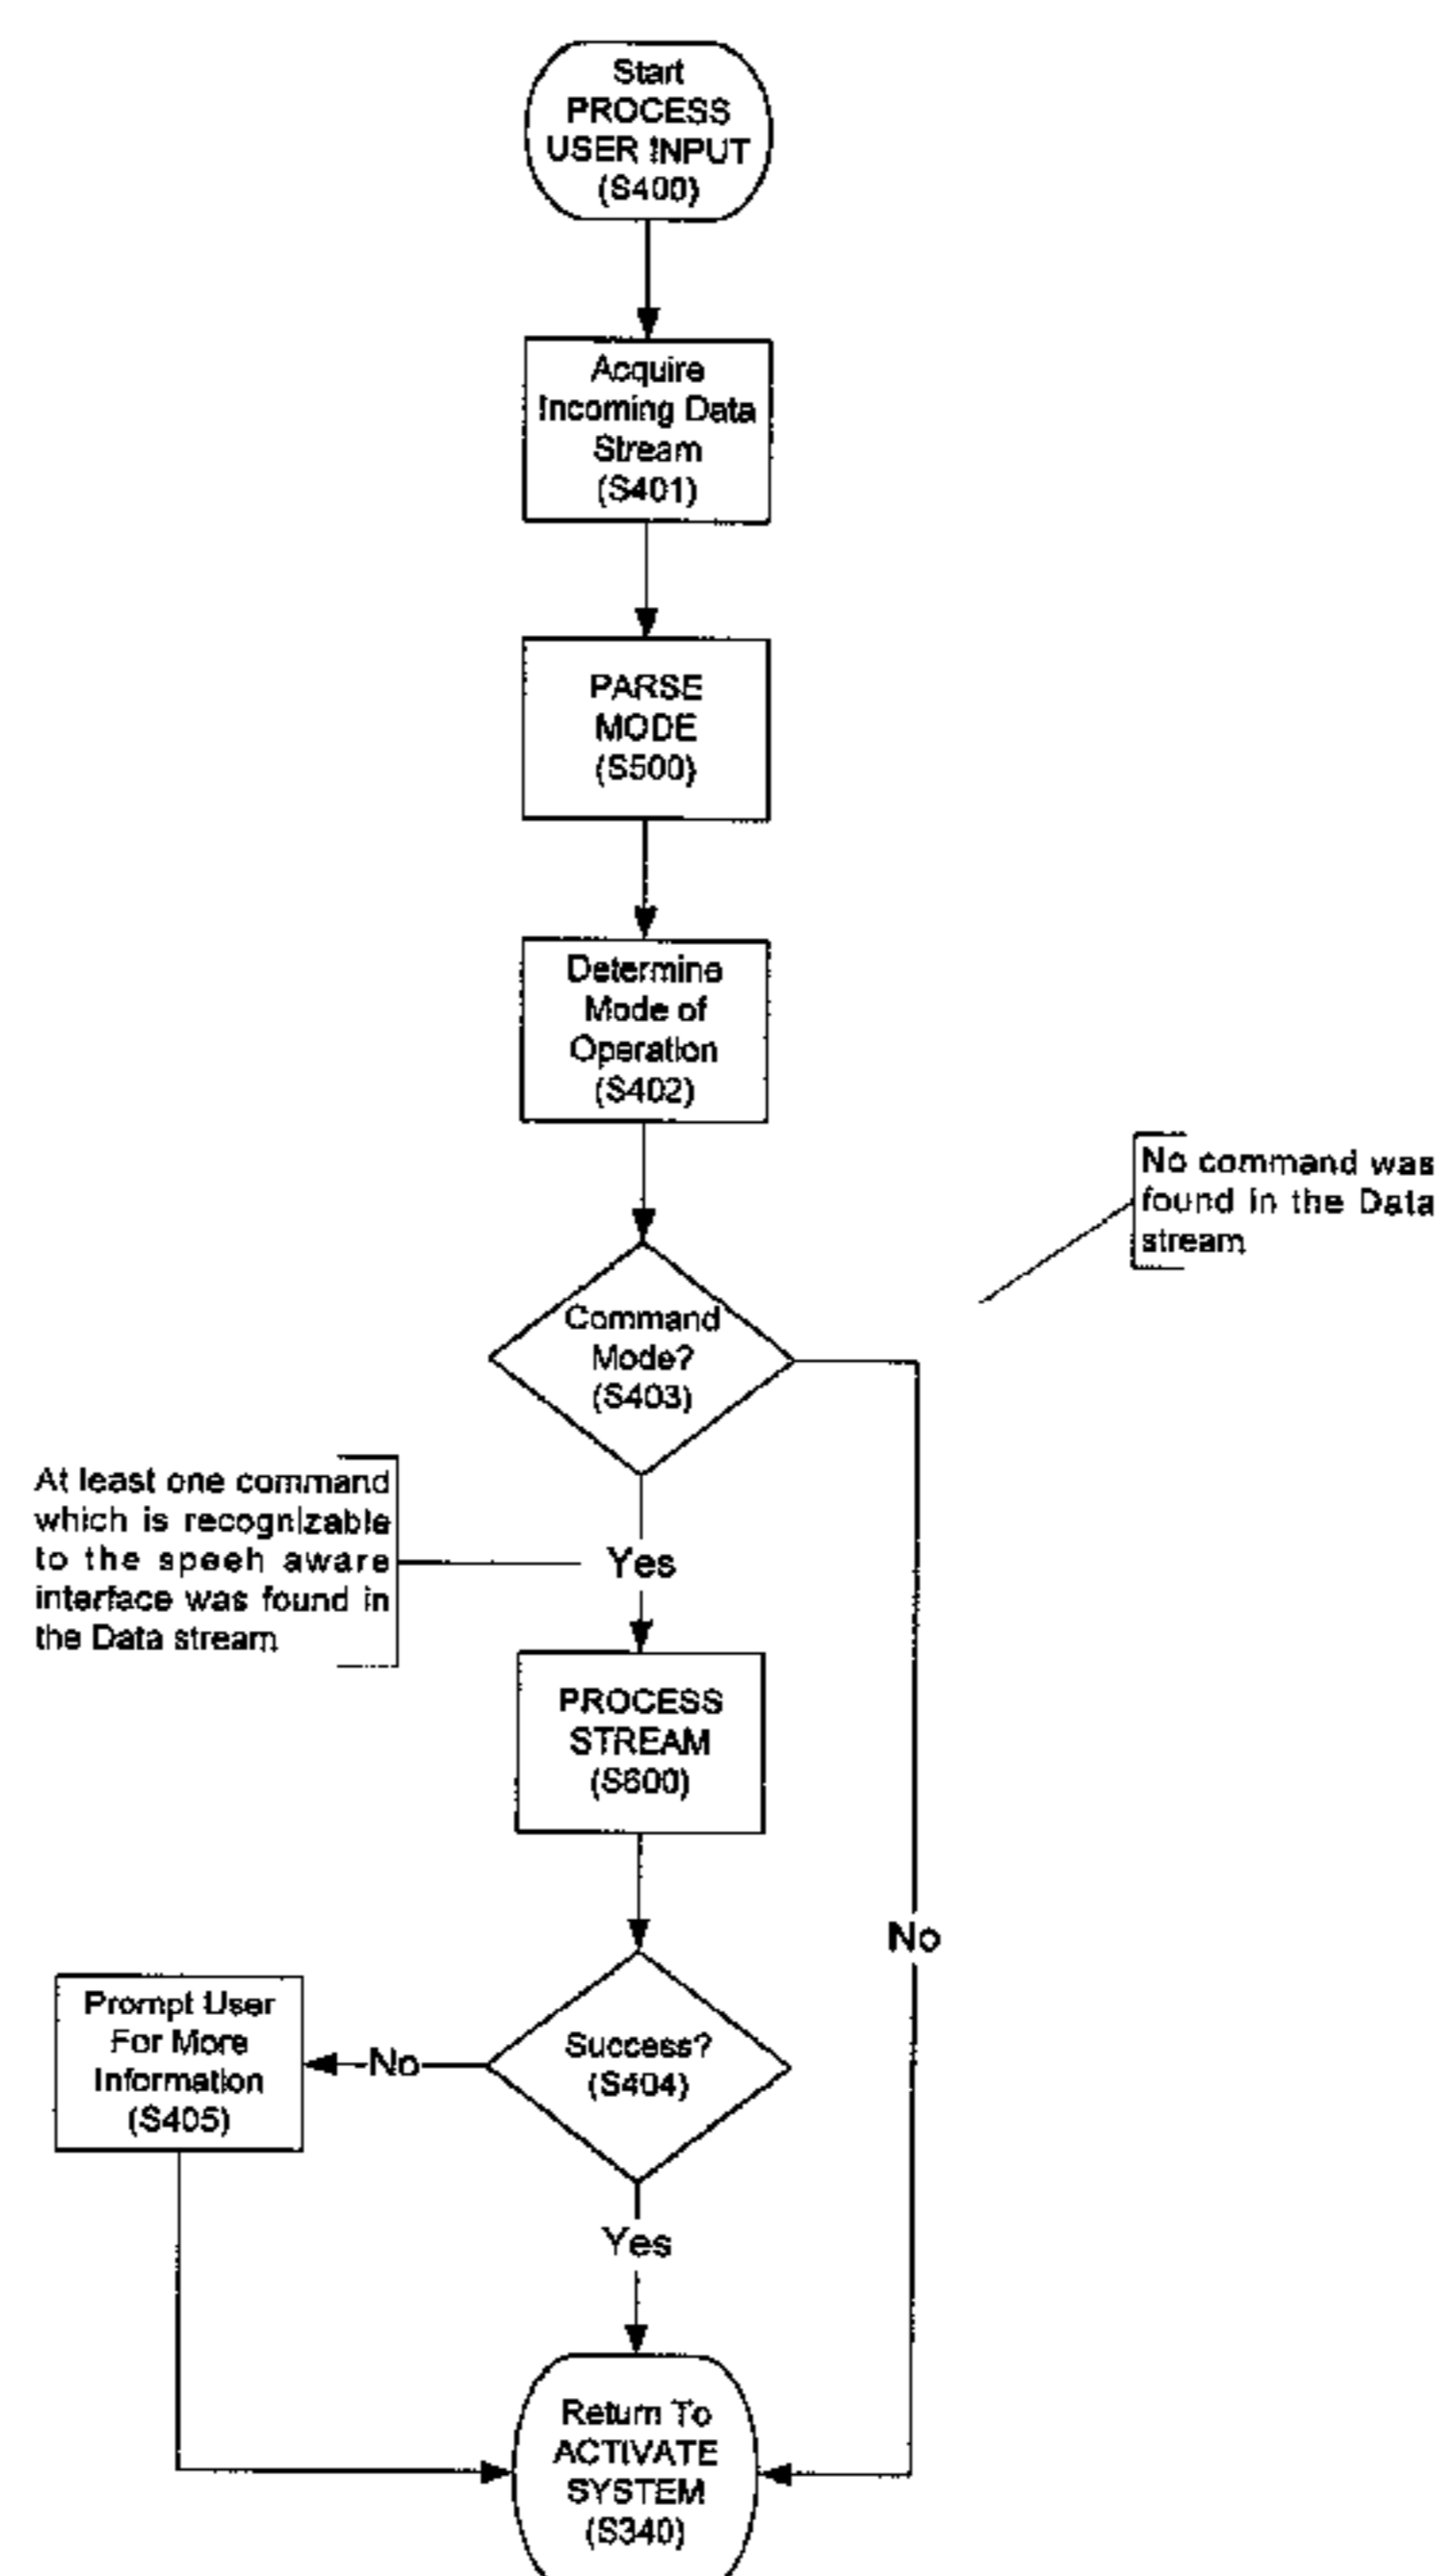 Start
PROCESS
USER INPUT
(S400)
Acquire
Incoming Data
Stream
(S401)
PARSE
MODE
(S500)
Determine
Mode of
Operation
(S402)
No command was
found in the Data
stream
Command
Mode?
(S403)
At least one command
which is recognizable
to the speeh aware
interface was found in
the Data stream
Yes
PROCESS
STREAM
(S600)
No
Prompt User
For More
Information
(S405)
No
Success?
(S404)
Yes
Return To
ACTIVATE
SYSTEM
(S340)